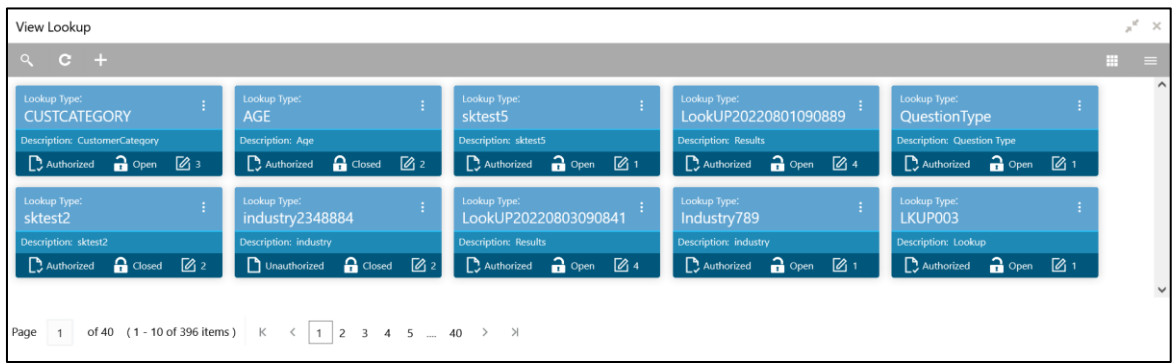 View Lookup
Lookup Type:
CUSTCATEGORY
Description: CustomerCategory
Authorized Open 3
Lookup Type:
AGE
Description: Age
Authorized Closed 2
Lookup Type:
sktest5
Description: sktest5
Authorized Open 1
Lookup Type:
LookUP20220801090889
Description: Results
Authorized Open 4
Lookup Type:
QuestionType
Description: Question Type
Authorized Open 1
Lookup Type:
sktest2
Description: sktest2
Authorized Closed 2
Lookup Type:
industry2348884
Description: industry
Unauthorized Closed 2
Lookup Type:
LookUP20220803090841
Description: Results
Authorized Open 4
Lookup Type:
Industry789
Description: industry
Authorized Open 1
Lookup Type:
LKUP003
Description: Lookup
Authorized Open 1
Page 1 of 40 (1 - 10 of 396 items) 1 2 3 4 5 .... 40